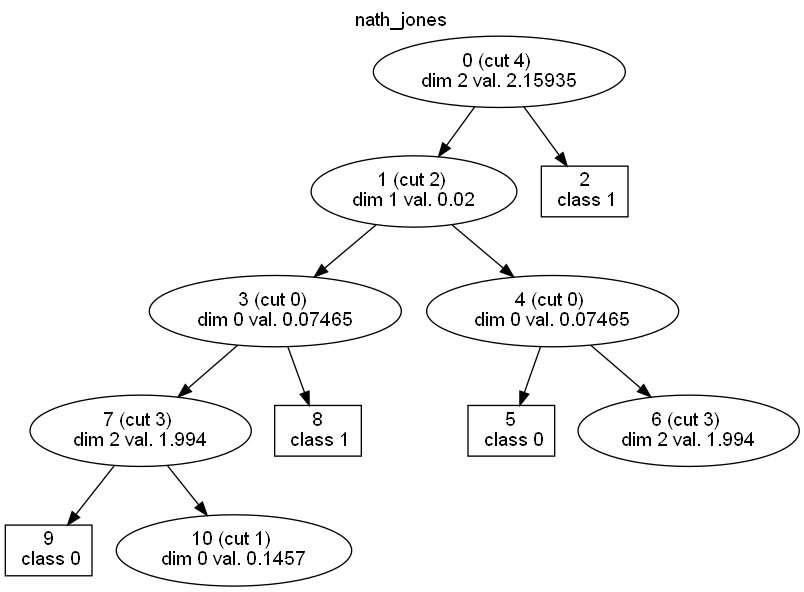 nath_jones
0 (cut 4)
dim 2 val. 2.15935
1 (cut 2)
dim 1 val. 0.02
2
class 1
3 (cut 0)
dim 0 val. 0.07465
4 (cut 0)
dim 0 val. 0.07465
7 (cut 3)
dim 2 val. 1.994
8
class 1
5
class 0
6 (cut 3)
dim 2 val. 1.994
9
class 0
10 (cut 1)
dim 0 val. 0.1457